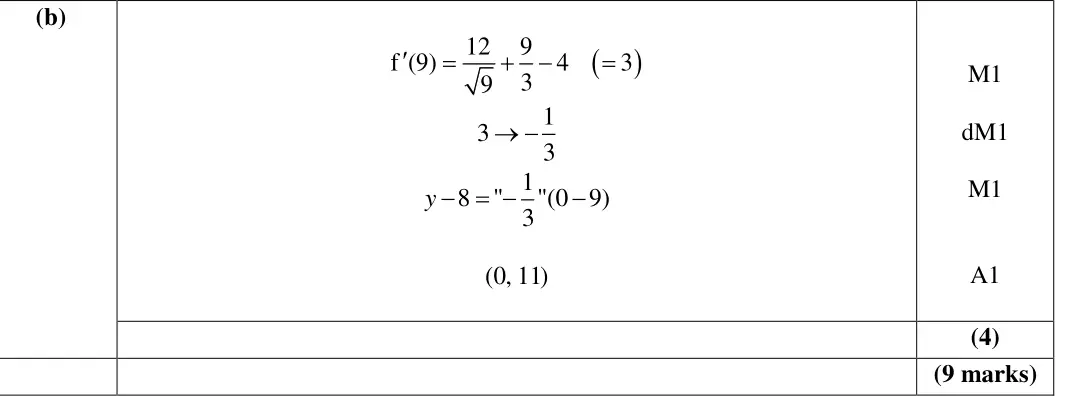 (b)
f′(9) = 12/√9 + 9/3 − 4 (= 3)
M1
3 → −1/3
dM1
y − 8 = "−1/3"(0 − 9)
M1
(0, 11)
A1
(4)
(9 marks)